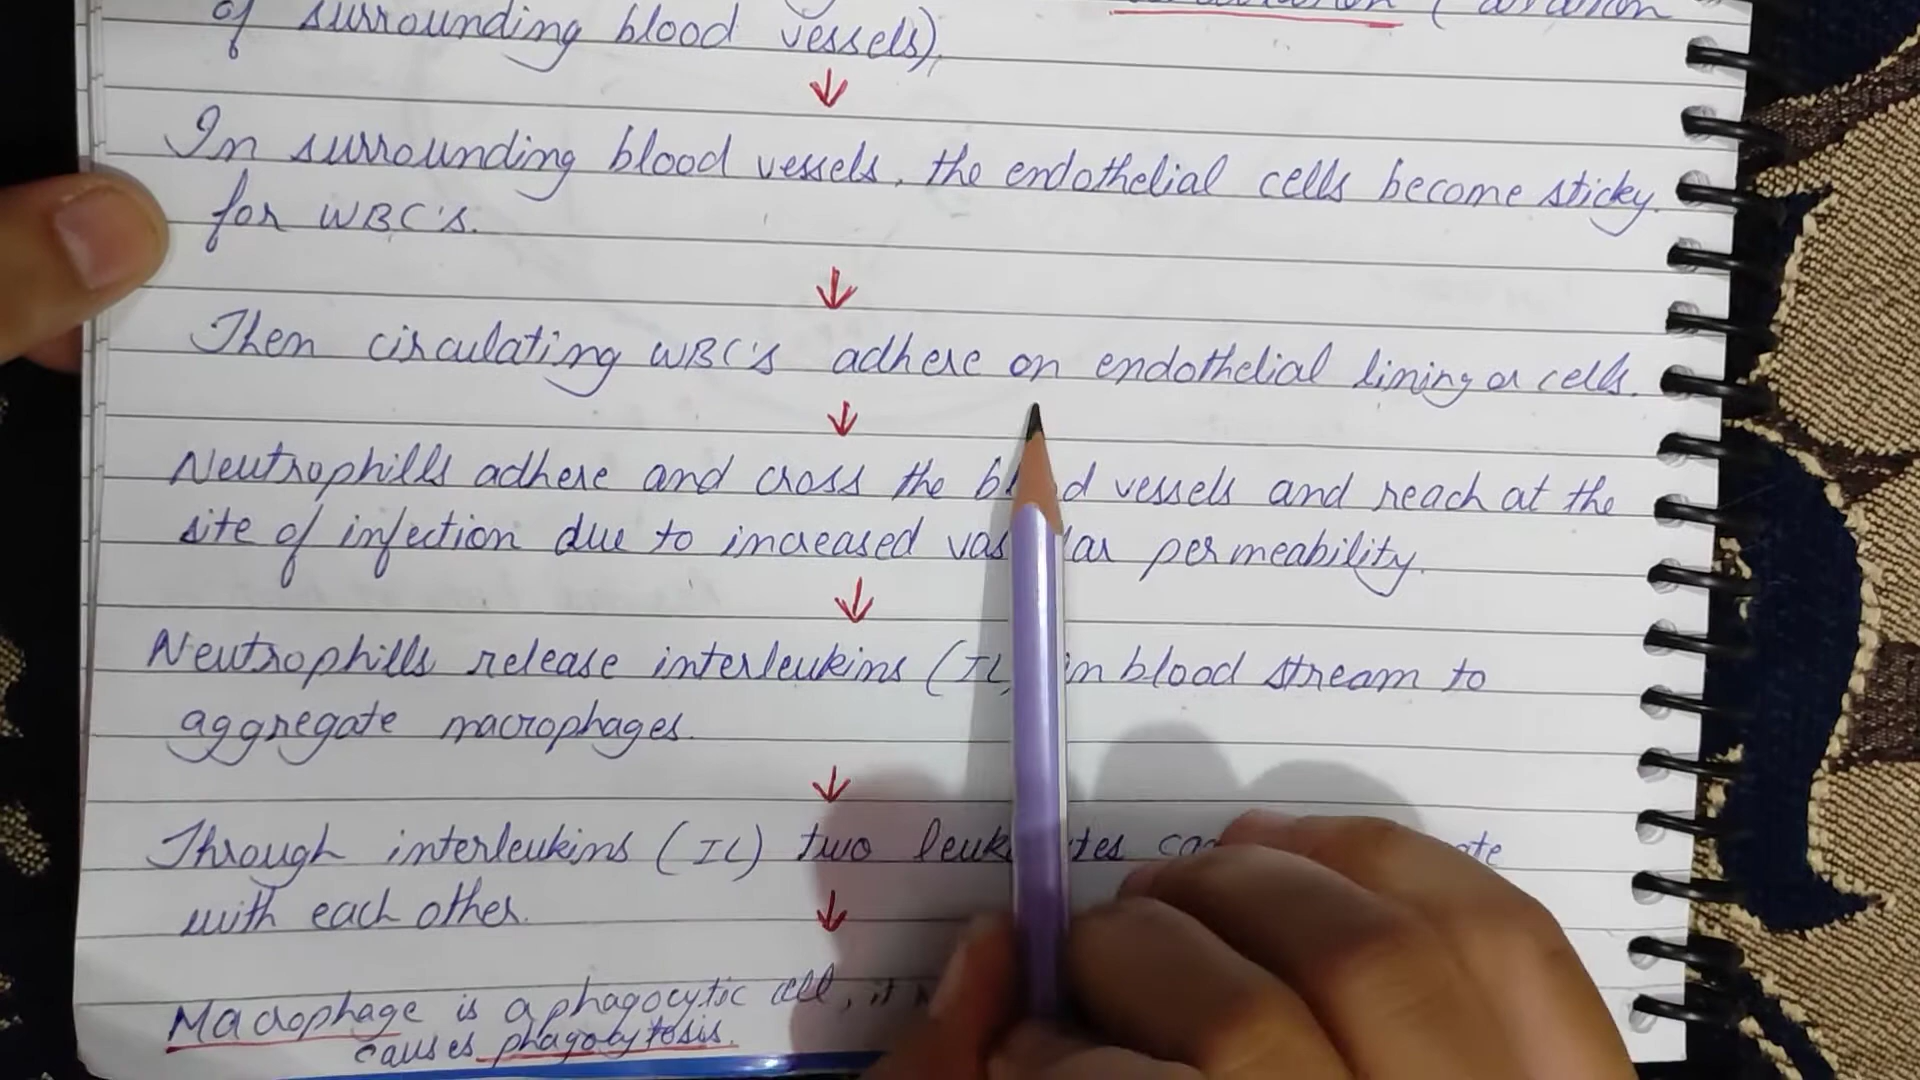 of surrounding blood vessels),
In surrounding blood vessels, the endothelial cells become sticky
for WBC's.
Then circulating WBC's adhere on endothelial lining or cells.
Neutrophills adhere and cross the vessels and reach at the
site of infection due to increased permeability.
Neutrophills release interleukins (IL) in blood stream to
aggregate macrophages.
Through interleukins (IL) two
with each other.
Macrophage is a phagocytic cell, it
causes phagocytosis.